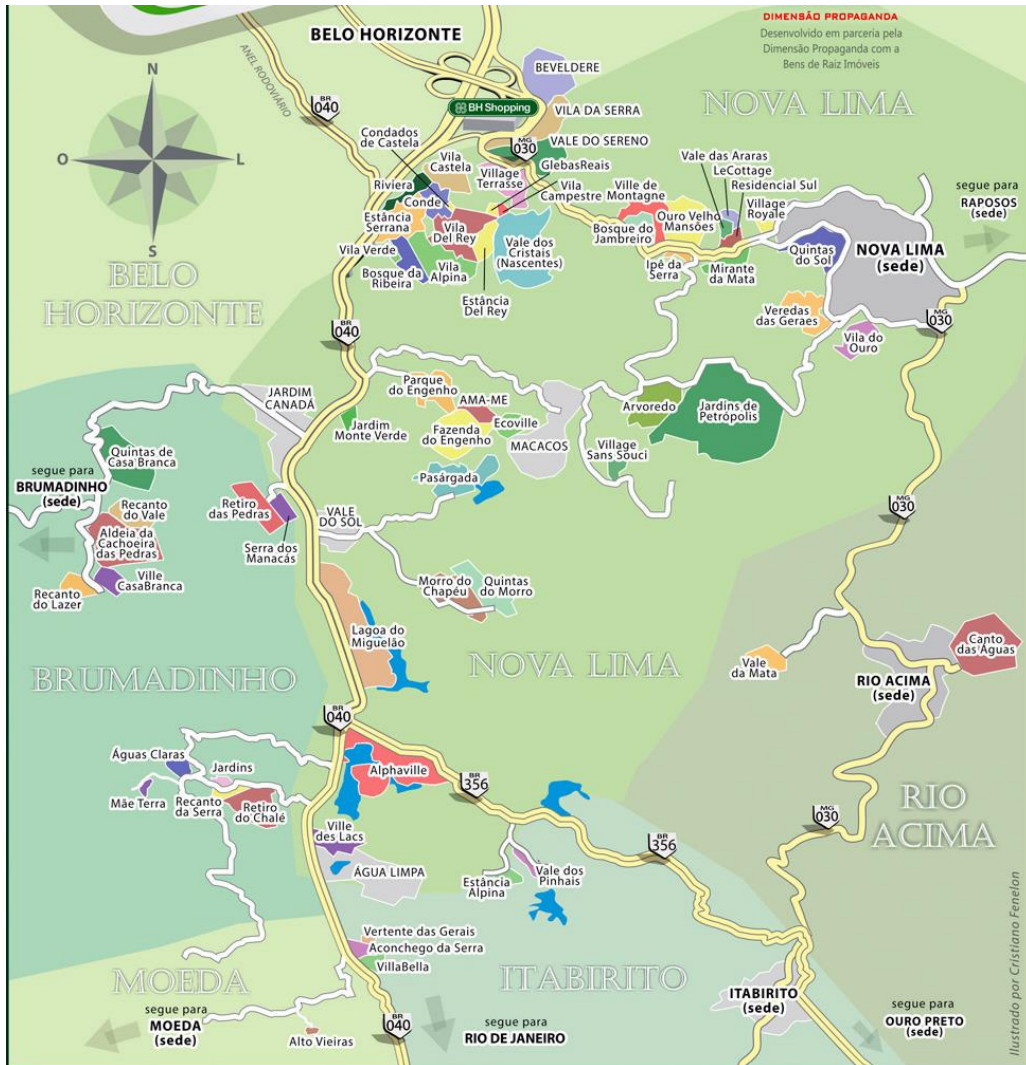 DIMENSÃO PROPAGANDA
Desenvolvido em parceria pela
Dimensão Propaganda com a
Bens de Raiz Imóveis
BELO HORIZONTE
ANEL RODOVIÁRIO
BR
040
BH Shopping
BEVELDERE
VILA DA SERRA
VALE DO SERENO
MG
030
NOVA LIMA
N
O
L
S
BELO
HORIZONTE
Condados
de Castela
Vila
Castela
Riviera
Conde
Village
Terrasse
GlebasReais
Vila
Campestre
Estância
Serrana
Vila
Del Rey
Vila Verde
Bosque da
Ribeira
Vila
Alpina
Estância
Del Rey
Vale dos
Cristais
(Nascentes)
Ville de
Montagne
Bosque do
Jambreiro
Ouro Velho
Mansões
Vale das Araras
LeCottage
Residencial Sul
Village
Royale
Ipê da
Serra
Mirante
da Mata
Quintas
do Sol
NOVA LIMA
(sede)
segue para
RAPOSOS
(sede)
Veredas
das Geraes
Vila do
Ouro
MG
030
BR
040
JARDIM
CANADÁ
Jardim
Monte Verde
Parque
do Engenho
AMA-ME
Fazenda
do Engenho
Ecoville
MACACOS
Pasárgada
Arvoredo
Jardins de
Petrópolis
Village
Sans Souci
Quintas de
Casa Branca
segue para
BRUMADINHO
(sede)
Recanto
do Vale
Aldeia da
Cachoeira
das Pedras
Ville
CasaBranca
Recanto
do Lazer
Retiro
das Pedras
Serra dos
Manacás
VALE
DO SOL
Morro do
Chapéu
Quintas
do Morro
MG
030
Lagoa do
Miguelão
NOVA LIMA
BRUMADINHO
Vale
da Mata
Canto
das Águas
RIO ACIMA
(sede)
BR
040
Alphaville
BR
356
Águas Claras
Jardins
Mãe Terra
Recanto
da Serra
Retiro
do Chalé
Ville
des Lacs
ÁGUA LIMPA
Estância
Alpina
Vale dos
Pinhais
BR
356
MG
030
RIO
ACIMA
Vertente das Gerais
Aconchego da Serra
VillaBella
MOEDA
ITABIRITO
segue para
MOEDA
(sede)
Alto Vieiras
BR
040
segue para
RIO DE JANEIRO
ITABIRITO
(sede)
segue para
OURO PRETO
(sede)
Ilustrado por Cristiano Fenelon